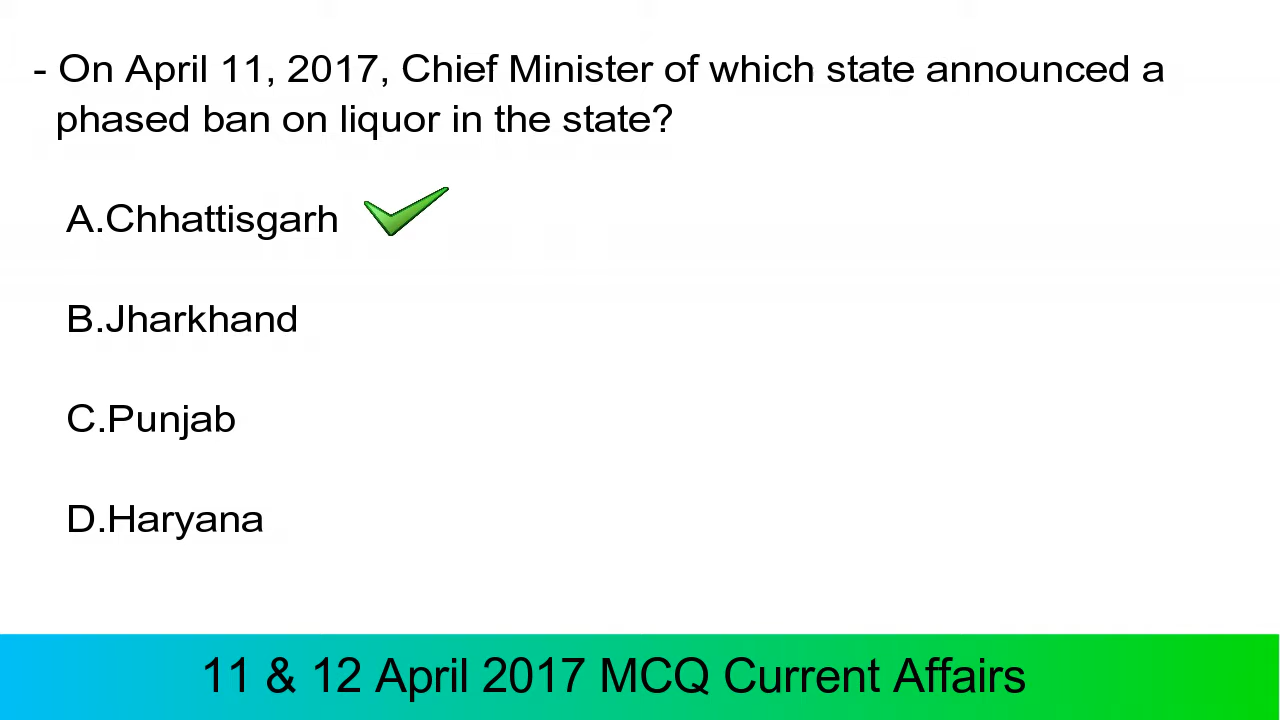 - On April 11, 2017, Chief Minister of which state announced a
phased ban on liquor in the state?
A.Chhattisgarh
B.Jharkhand
C.Punjab
D.Haryana
11 & 12 April 2017 MCQ Current Affairs